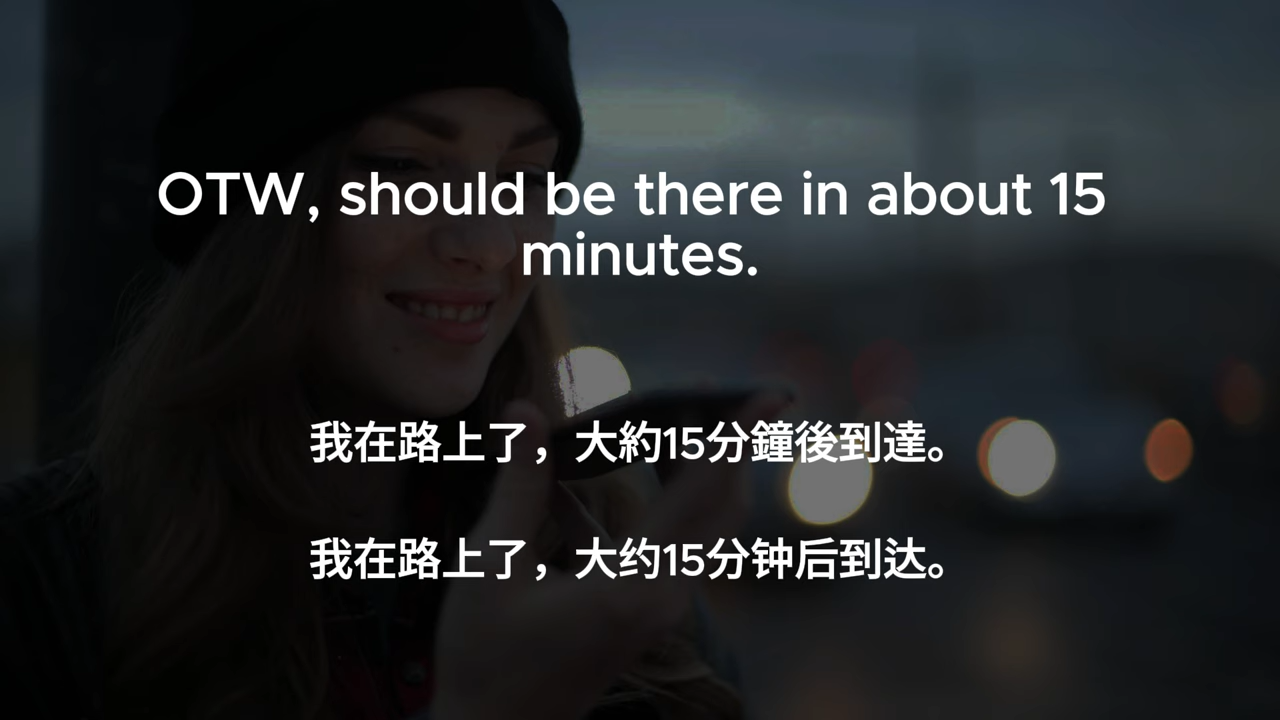 OTW, should be there in about 15
minutes.
我在路上了，大約15分鐘後到達。
我在路上了，大约15分钟后到达。